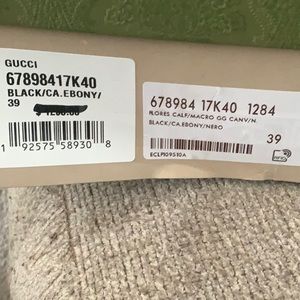 GUCCI
67898417K40
BLACK/CA.EBONY/
39
1 92575 58930 8
678984 17K40 1284
FLORES CALF/MACRO GG CANV/N.
BLACK/CA.EBONY/NERO
39
ECLPI09510A